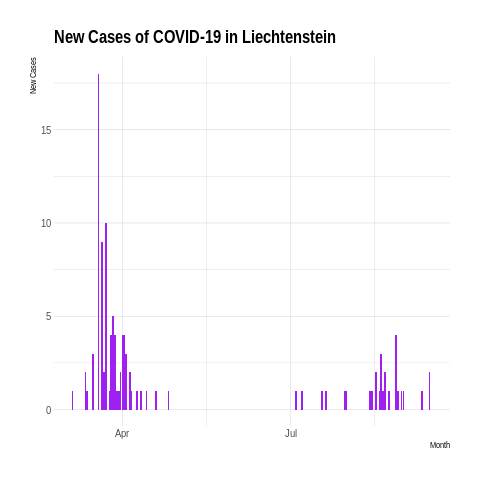 New Cases of COVID-19 in Liechtenstein
New Cases
15
10
5
0
Apr
Jul
Month